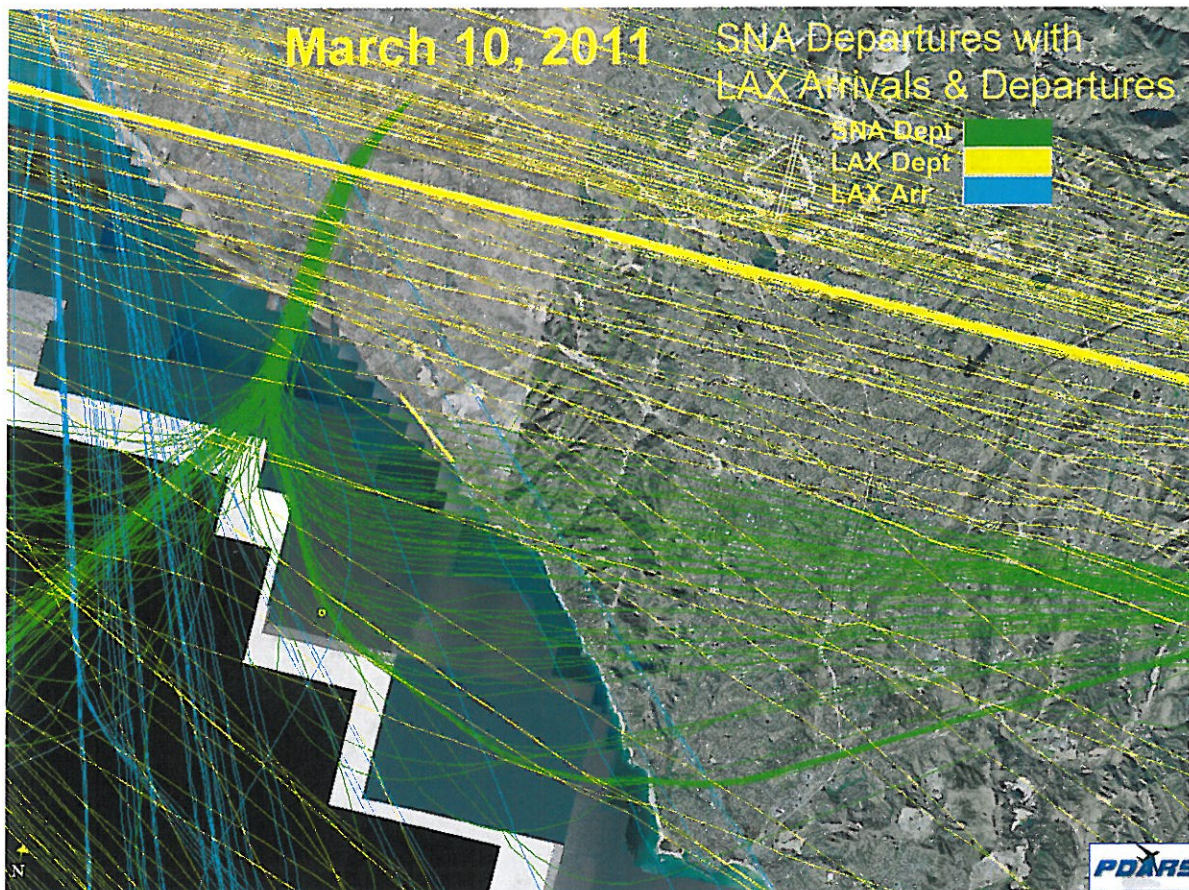 March 10, 2011
SNA Departures with
LAX Arrivals & Departures
SNA Dept
LAX Dept
LAX Arr
N
PDARS